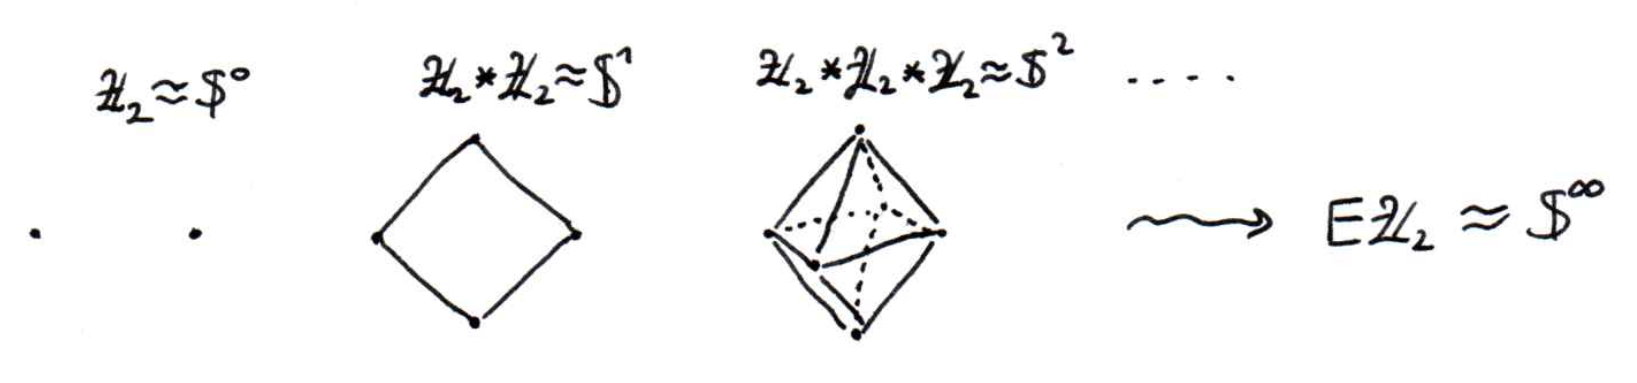 ℤ₂ ≈ 𝕊⁰ ℤ₂ * ℤ₂ ≈ 𝕊¹ ℤ₂ * ℤ₂ * ℤ₂ ≈ 𝕊² ....
Eℤ₂ ≈ 𝕊^∞